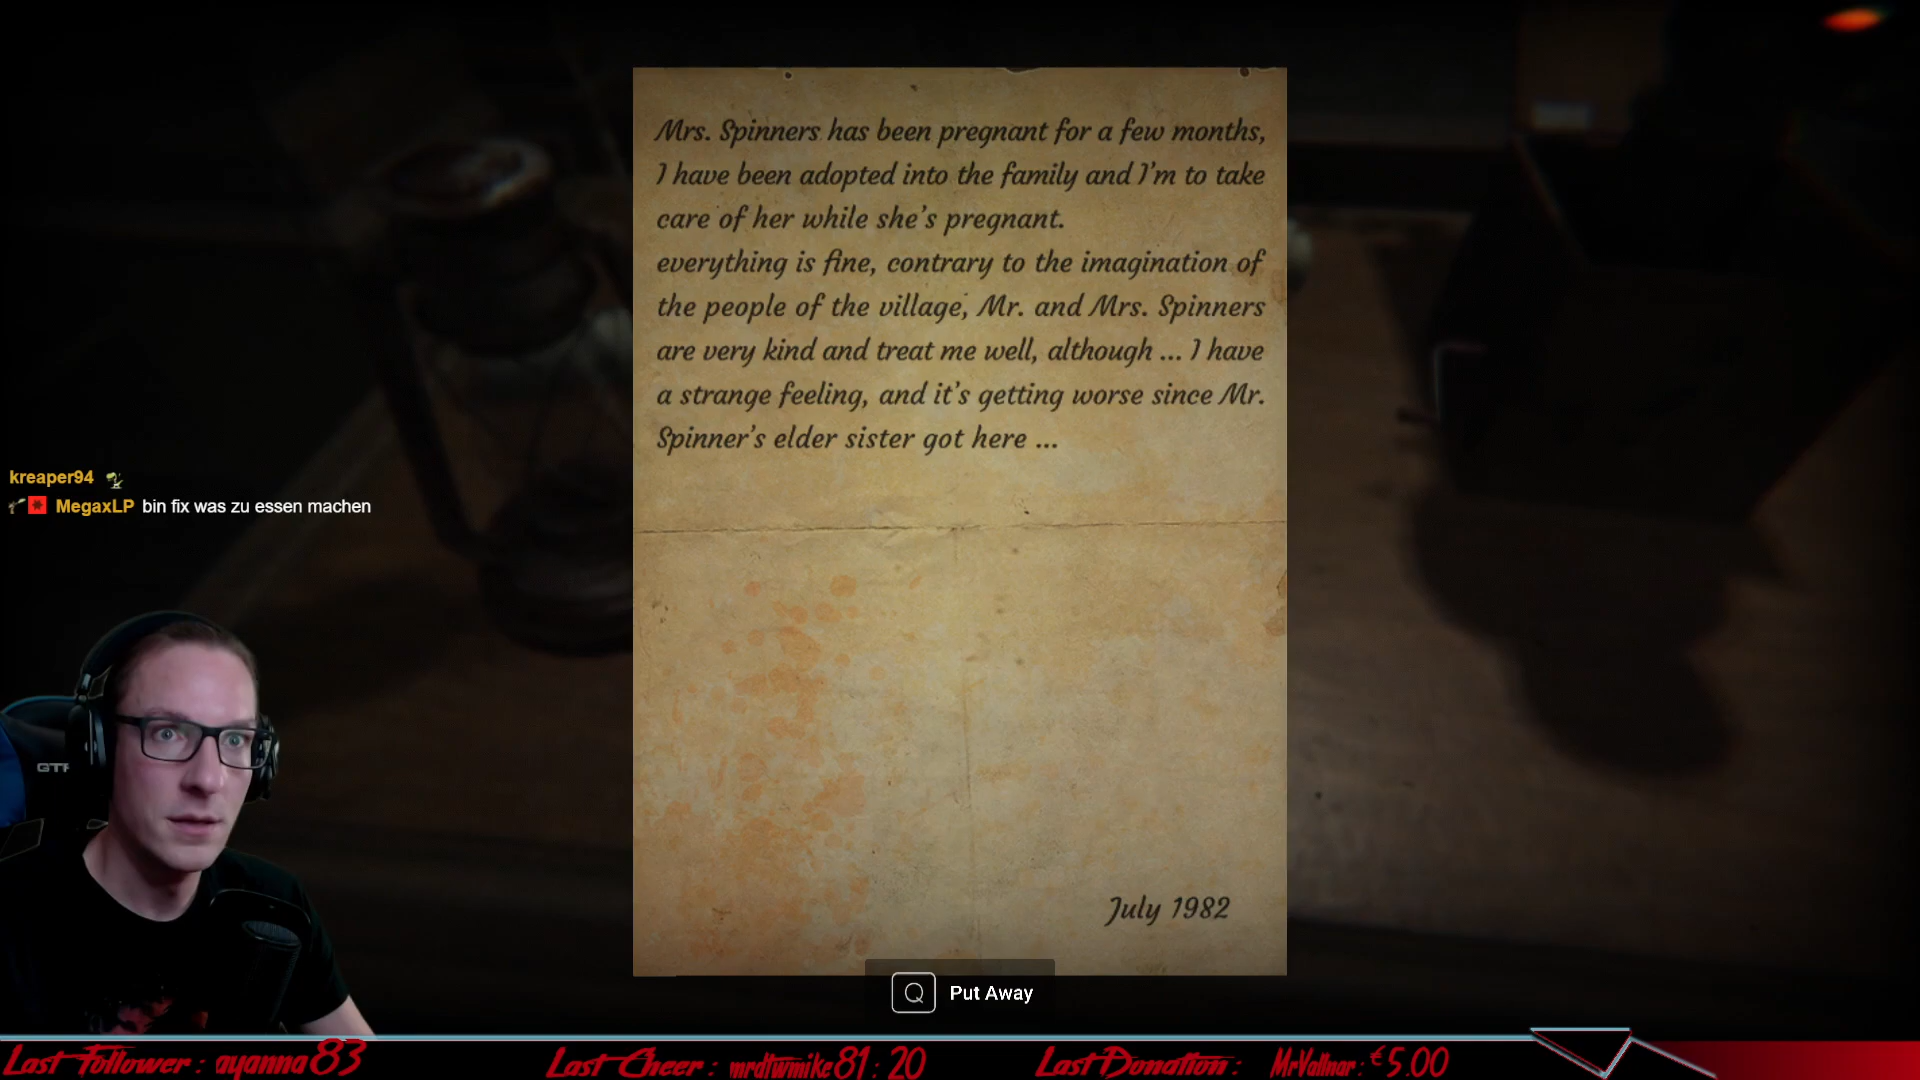 Mrs. Spinners has been pregnant for a few months,
I have been adopted into the family and I'm to take
care of her while she's pregnant.
everything is fine, contrary to the imagination of
the people of the village, Mr. and Mrs. Spinners
are very kind and treat me well, although ... I have
a strange feeling, and it's getting worse since Mr.
Spinner's elder sister got here ...
kreaper94
MegaxLP bin fix was zu essen machen
July 1982
Q Put Away
Last Follower : ayanna83
Last Cheer : mrdtwmike81 : 20
Last Donation : MrVallnar : €5.00